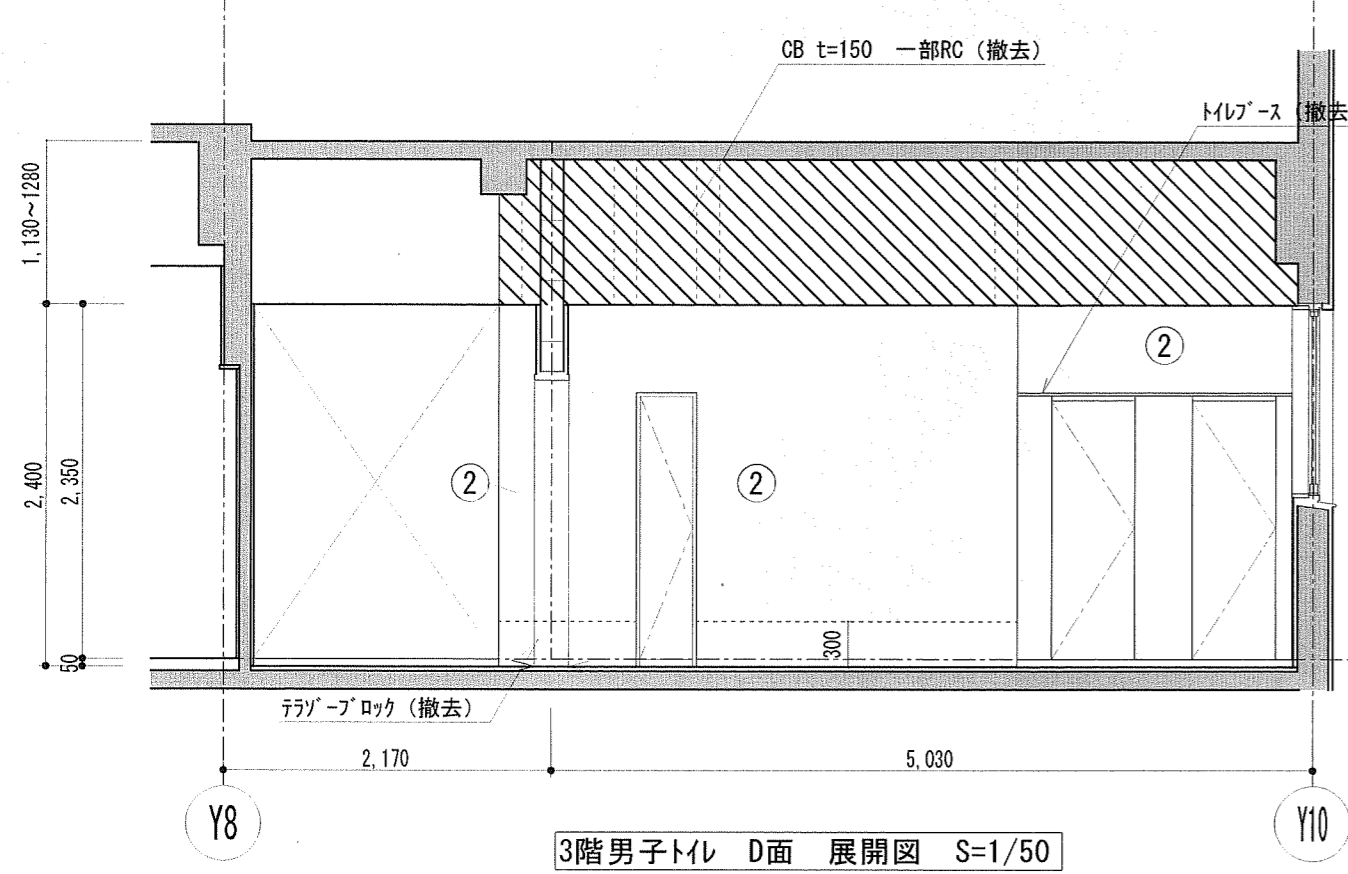 CB t=150 一部RC (撤去)
トイレブース (撤去
1,130~1280
2,400
2,350
50
②
②
②
300
テラゾーブロック (撤去)
2,170
5,030
Y8
Y10
3階男子トイレ D面 展開図 S=1/50